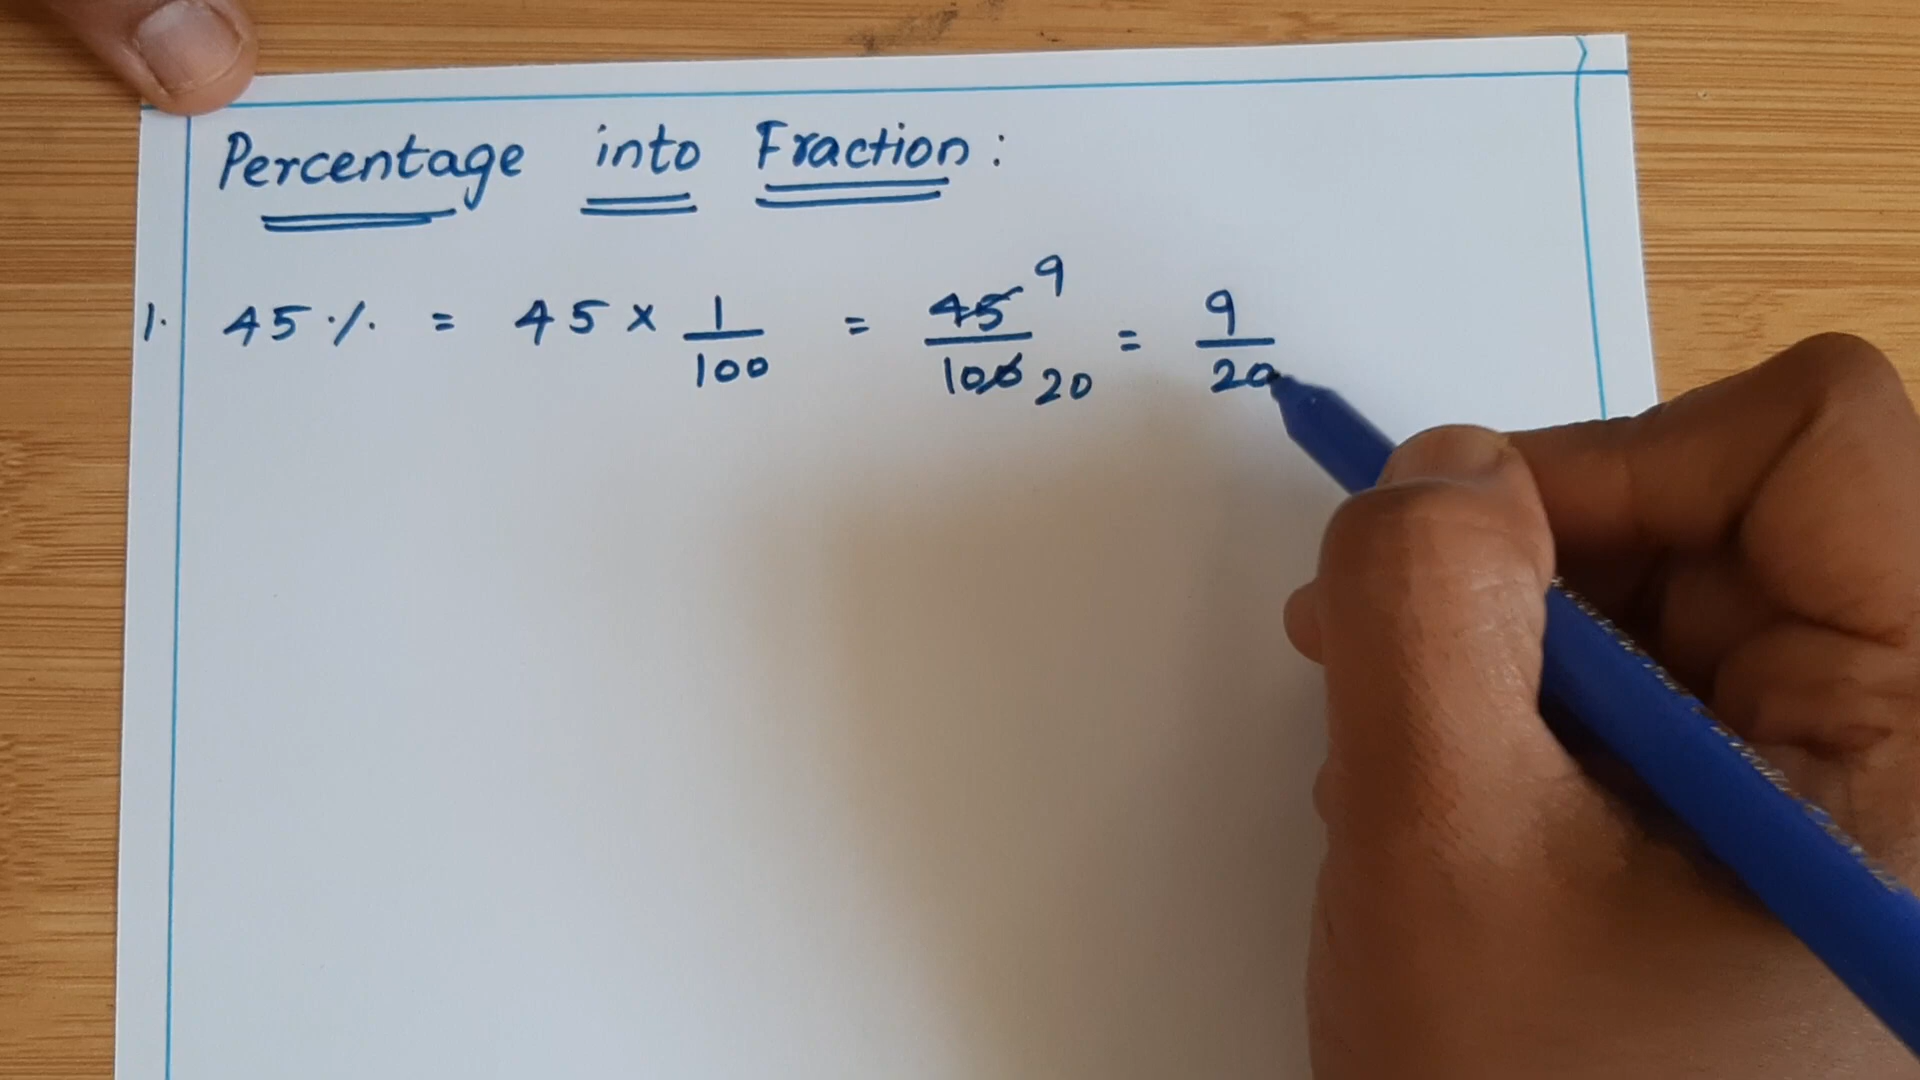 Percentage into Fraction:
1. 45% = 45 × 1/100 = 45/100 9 20 = 9/20